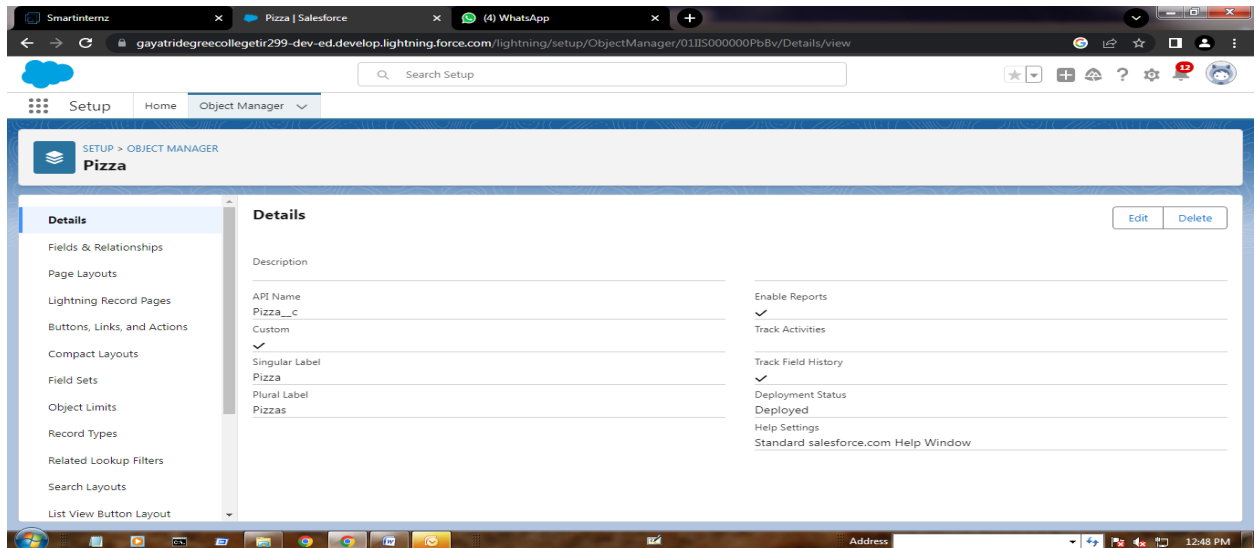 Smartinternz
Pizza | Salesforce
(4) WhatsApp
gayatridegreecollegetir299-dev-ed.develop.lightning.force.com/lightning/setup/ObjectManager/01IIS000000PbBv/Details/view
Search Setup
12
Setup
Home
Object Manager
SETUP > OBJECT MANAGER
Pizza
Details
Fields & Relationships
Page Layouts
Lightning Record Pages
Buttons, Links, and Actions
Compact Layouts
Field Sets
Object Limits
Record Types
Related Lookup Filters
Search Layouts
List View Button Layout
Details
Edit
Delete
Description
API Name
Pizza__c
Custom
Singular Label
Pizza
Plural Label
Pizzas
Enable Reports
Track Activities
Track Field History
Deployment Status
Deployed
Help Settings
Standard salesforce.com Help Window
Address
12:48 PM